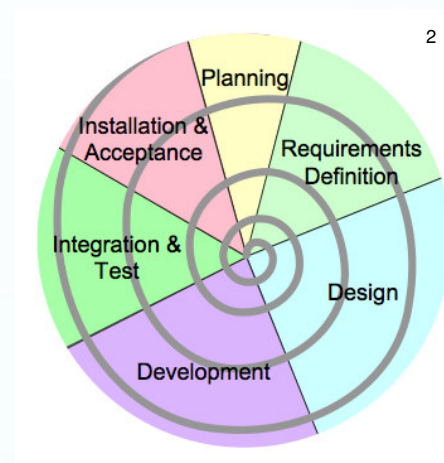 2
Planning
Requirements
Definition
Design
Development
Integration &
Test
Installation &
Acceptance